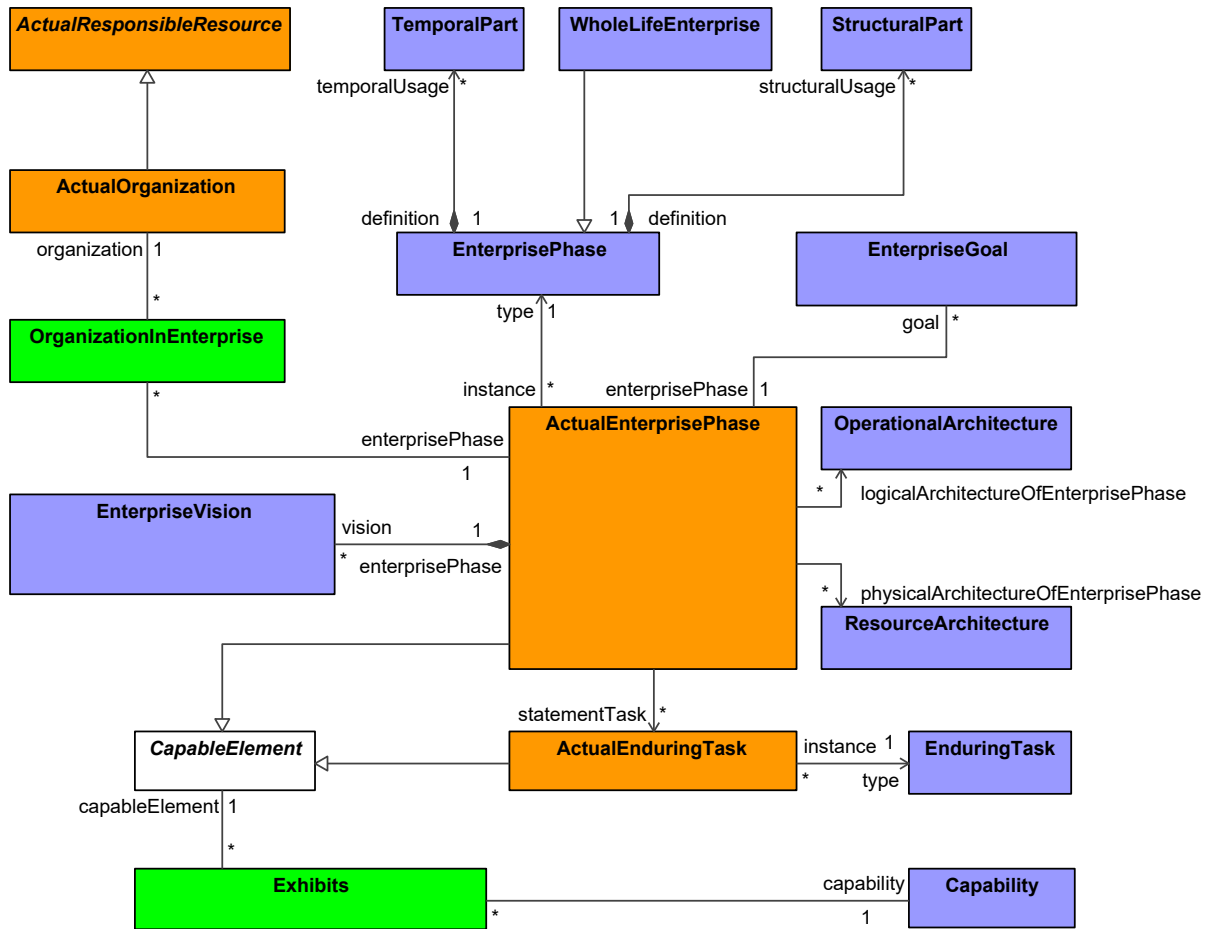 ActualResponsibleResource
TemporalPart
WholeLifeEnterprise
StructuralPart
temporalUsage *
structuralUsage *
ActualOrganization
definition 1
1 definition
organization 1
EnterprisePhase
EnterpriseGoal
*
type 1
goal *
OrganizationInEnterprise
*
instance *
enterprisePhase 1
ActualEnterprisePhase
OperationalArchitecture
enterprisePhase
1
* logicalArchitectureOfEnterprisePhase
EnterpriseVision
vision 1
* enterprisePhase
* physicalArchitectureOfEnterprisePhase
ResourceArchitecture
statementTask *
CapableElement
ActualEnduringTask
instance 1
EnduringTask
* type
capableElement 1
*
Exhibits
capability
Capability
*
1